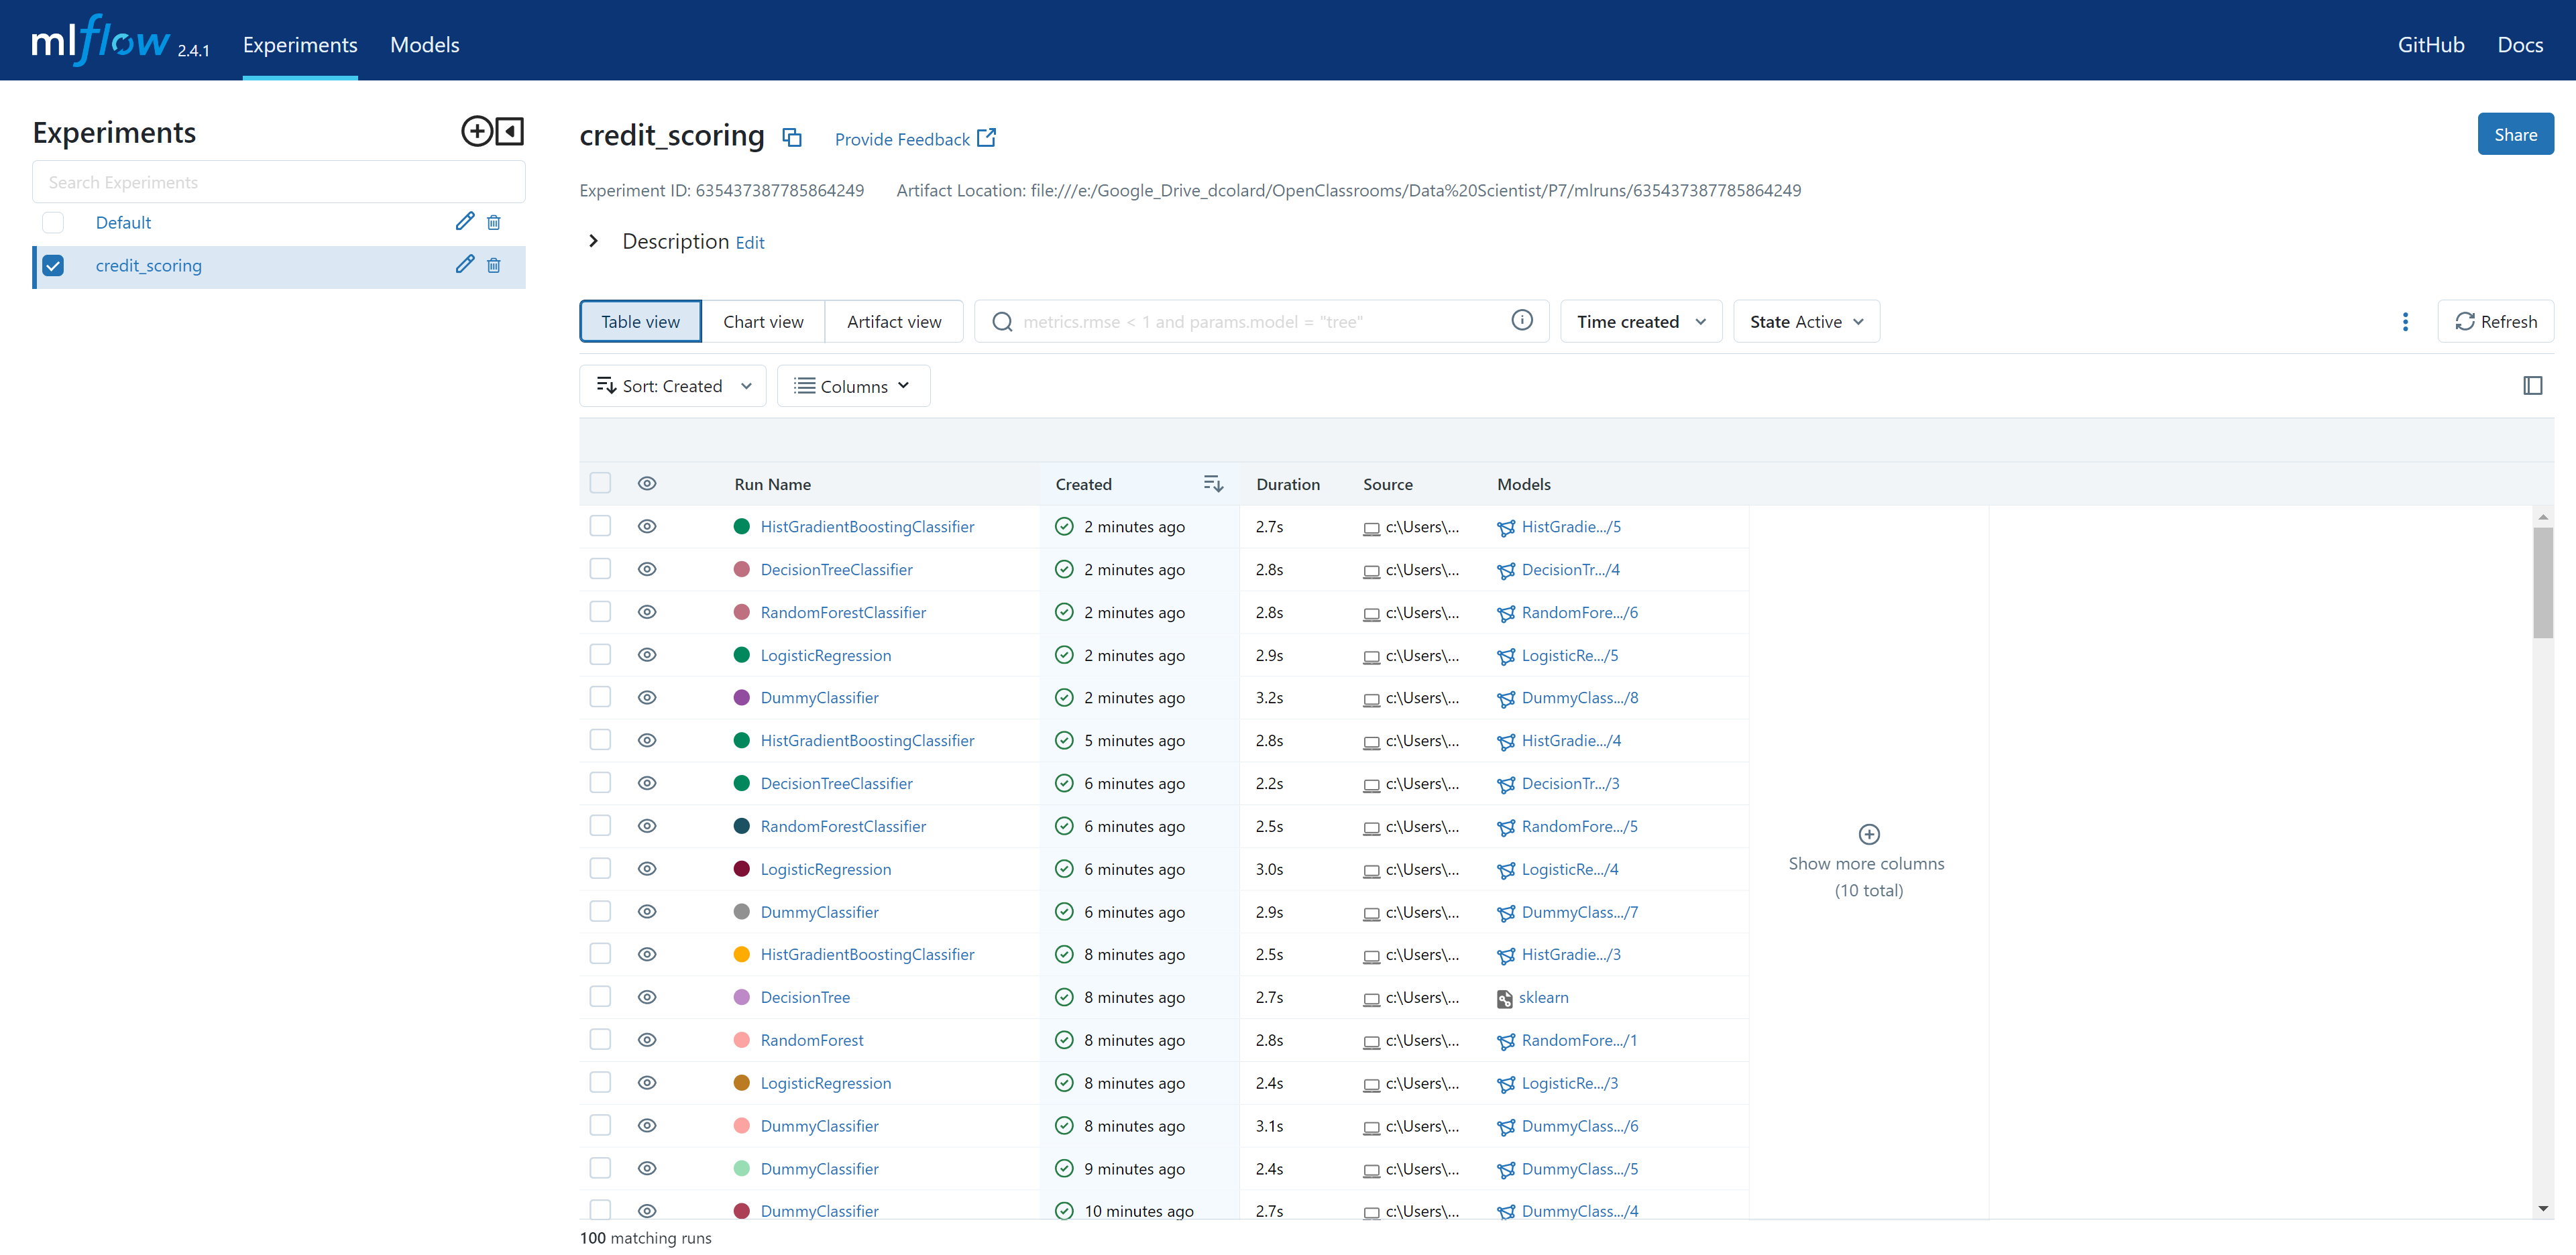 mlflow 2.4.1 Experiments Models GitHub Docs
Experiments
Search Experiments
Default
credit_scoring
credit_scoring Provide Feedback Share
Experiment ID: 635437387785864249 Artifact Location: file:///e:/Google_Drive_dcolard/OpenClassrooms/Data%20Scientist/P7/mlruns/635437387785864249
Description Edit
Table view Chart view Artifact view metrics.rmse < 1 and params.model = "tree" Time created State Active Refresh
Sort: Created Columns
Run Name Created Duration Source Models
HistGradientBoostingClassifier 2 minutes ago 2.7s c:\Users\... HistGradie.../5
DecisionTreeClassifier 2 minutes ago 2.8s c:\Users\... DecisionTr.../4
RandomForestClassifier 2 minutes ago 2.8s c:\Users\... RandomFore.../6
LogisticRegression 2 minutes ago 2.9s c:\Users\... LogisticRe.../5
DummyClassifier 2 minutes ago 3.2s c:\Users\... DummyClass.../8
HistGradientBoostingClassifier 5 minutes ago 2.8s c:\Users\... HistGradie.../4
DecisionTreeClassifier 6 minutes ago 2.2s c:\Users\... DecisionTr.../3
RandomForestClassifier 6 minutes ago 2.5s c:\Users\... RandomFore.../5
LogisticRegression 6 minutes ago 3.0s c:\Users\... LogisticRe.../4
DummyClassifier 6 minutes ago 2.9s c:\Users\... DummyClass.../7
HistGradientBoostingClassifier 8 minutes ago 2.5s c:\Users\... HistGradie.../3
DecisionTree 8 minutes ago 2.7s c:\Users\... sklearn
RandomForest 8 minutes ago 2.8s c:\Users\... RandomFore.../1
LogisticRegression 8 minutes ago 2.4s c:\Users\... LogisticRe.../3
DummyClassifier 8 minutes ago 3.1s c:\Users\... DummyClass.../6
DummyClassifier 9 minutes ago 2.4s c:\Users\... DummyClass.../5
DummyClassifier 10 minutes ago 2.7s c:\Users\... DummyClass.../4
Show more columns
(10 total)
100 matching runs